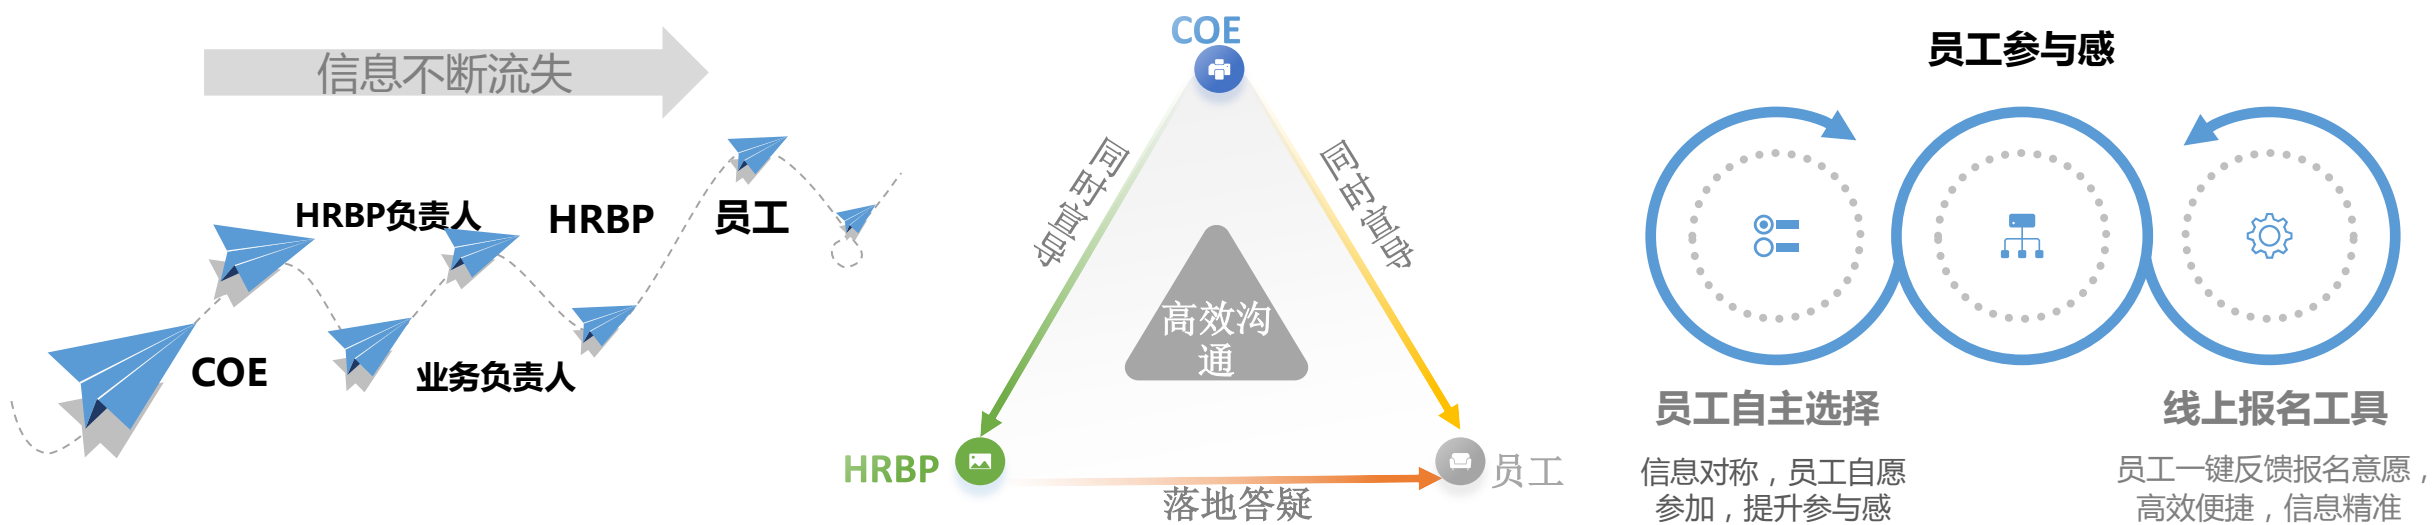 信息不断流失
HRBP负责人
HRBP
员工
COE
业务负责人
COE
同时宣导
同时宣导
高效沟
通
HRBP
员工
落地答疑
员工参与感
员工自主选择
信息对称，员工自愿
参加，提升参与感
线上报名工具
员工一键反馈报名意愿，
高效便捷，信息精准